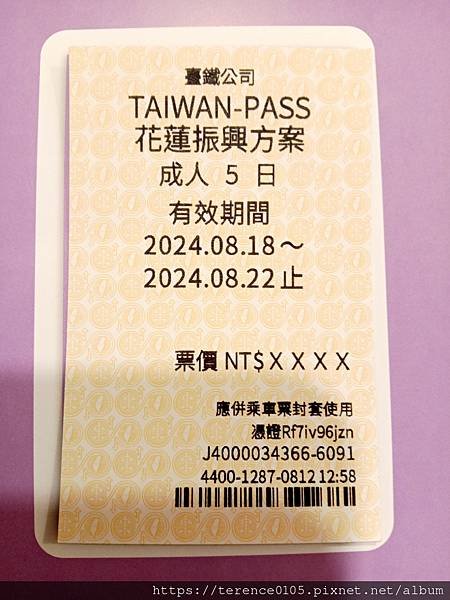 臺鐵公司
TAIWAN-PASS
花蓮振興方案
成人 5 日
有效期間
2024.08.18～
2024.08.22止
票價 NT$ＸＸＸＸ
應併乘車票封套使用
憑證Rf7iv96jzn
J4000034366-6091
4400-1287-0812 12:58
https://terence0105.pixnet.net/album